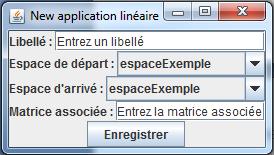 New application linéaire
Libellé : Entrez un libellé
Espace de départ : espaceExemple
Espace d'arrivé : espaceExemple
Matrice associée : Entrez la matrice associée
Enregistrer